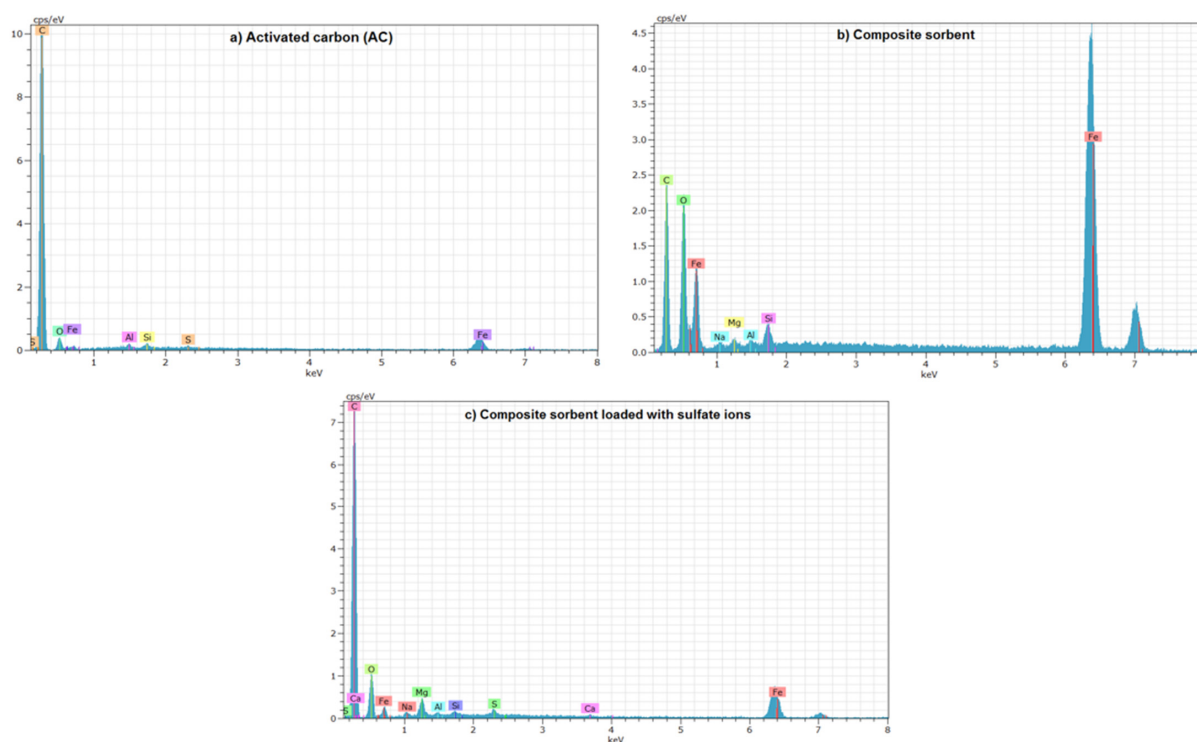 cps/eV
a) Activated carbon (AC)
10
8
6
4
2
0
C
S
O
Fe
Al
Si
S
Fe
1
2
3
4
5
6
7
8
keV
cps/eV
b) Composite sorbent
4.5
4.0
3.5
3.0
2.5
2.0
1.5
1.0
0.5
0.0
C
O
Fe
Na
Mg
Al
Si
Fe
1
2
3
4
5
6
7
keV
cps/eV
c) Composite sorbent loaded with sulfate ions
7
6
5
4
3
2
1
0
C
Ca
S
O
Fe
Na
Mg
Al
Si
S
Ca
Fe
1
2
3
4
5
6
7
8
keV